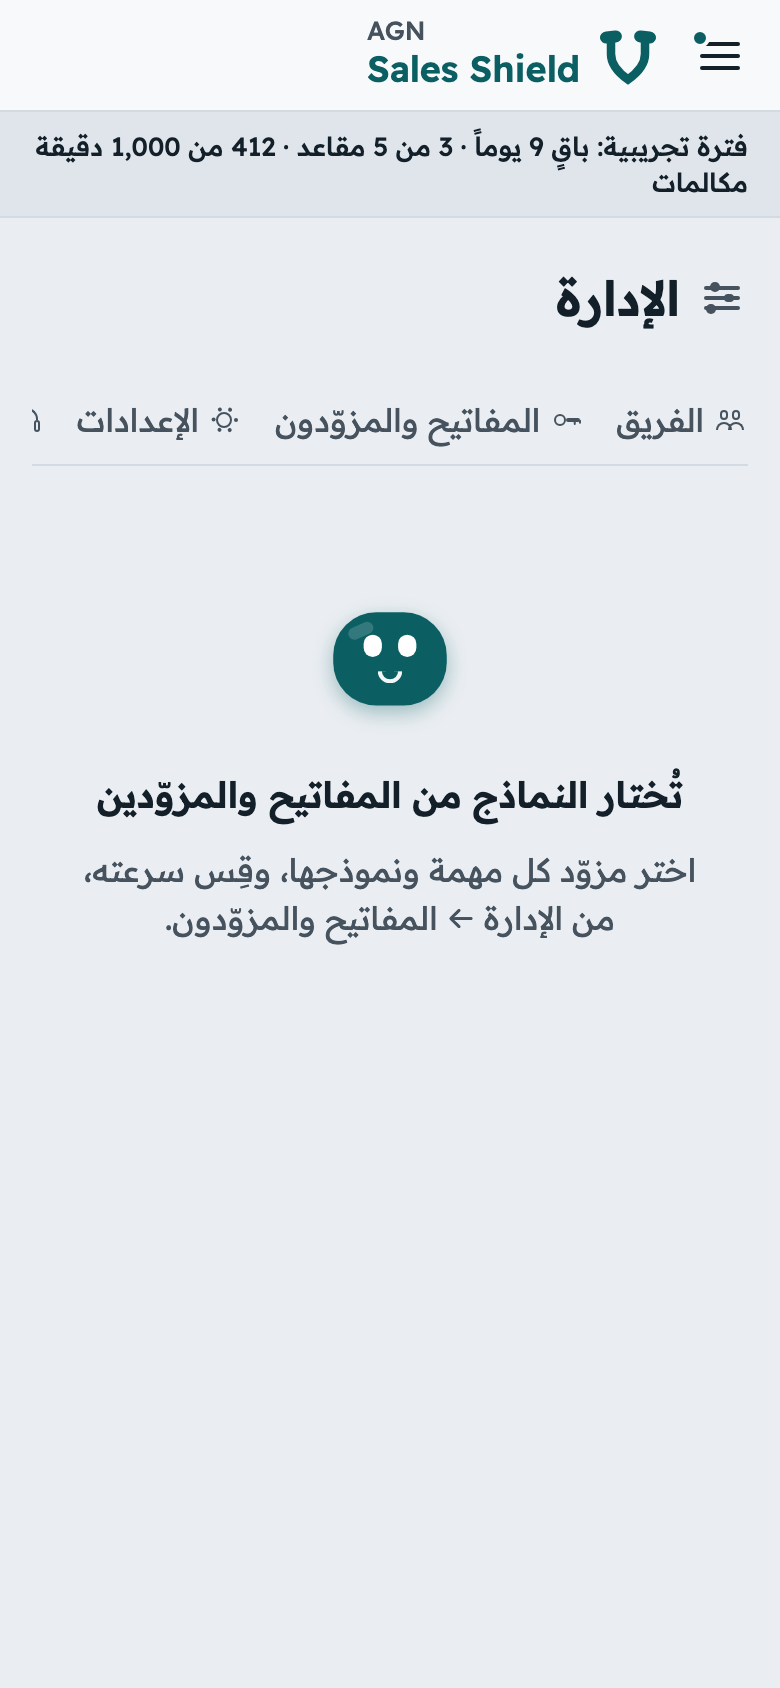 AGN
Sales Shield
فترة تجريبية: باقٍ 9 يوماً · 3 من 5 مقاعد · 412 من 1,000 دقيقة
مكالمات
الإدارة
الفريق
المفاتيح والمزوّدون
الإعدادات
تُختار النماذج من المفاتيح والمزوّدين
اختر مزوّد كل مهمة ونموذجها، وقِس سرعته،
من الإدارة ← المفاتيح والمزوّدون.